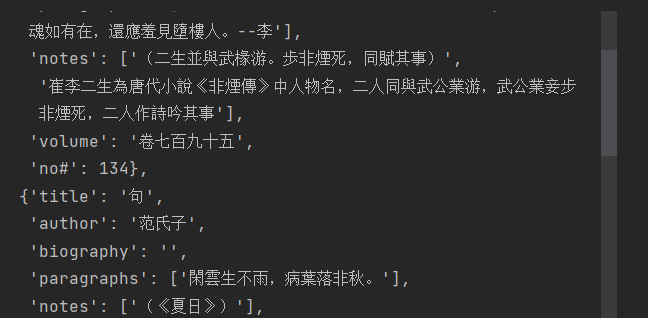 魂如有在，還應羞見墮樓人。--李'],
'notes': ['（二生並與武椽游。步非煙死，同賦其事）',
'崔李二生為唐代小說《非煙傳》中人物名，二人同與武公業游，武公業妾步
非煙死，二人作詩吟其事'],
'volume': '卷七百九十五',
'no#': 134},
{'title': '句',
'author': '范氏子',
'biography': '',
'paragraphs': ['閑雲生不雨，病葉落非秋。'],
'notes': ['（《夏日》）'],